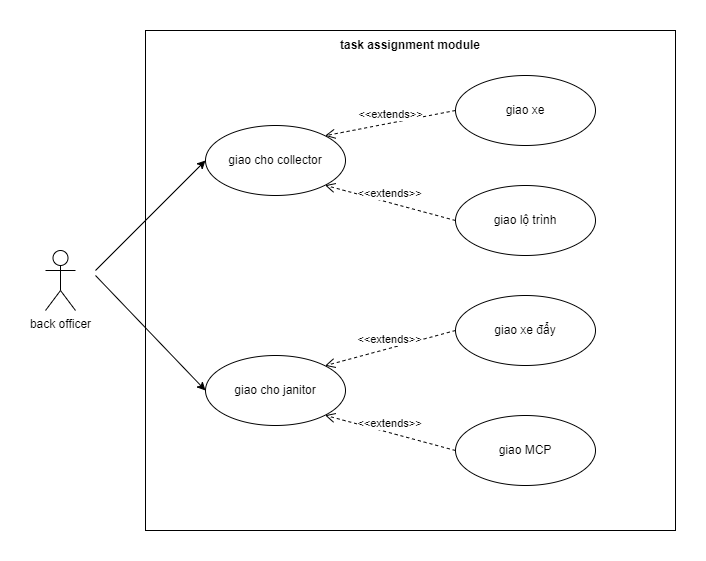 task assignment module
giao xe
<<extends>>
giao cho collector
<<extends>>
giao lộ trình
back officer
giao xe đẩy
<<extends>>
giao cho janitor
<<extends>>
giao MCP